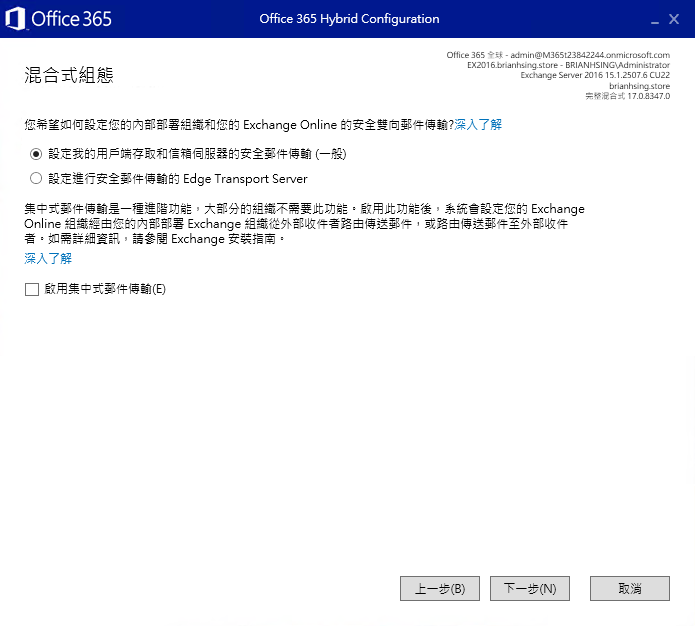 Office 365
Office 365 Hybrid Configuration
Office 365 全球 - admin@M365t23842244.onmicrosoft.com
EX2016.brianhsing.store - BRIANHSING\Administrator
Exchange Server 2016 15.1.2507.6 CU22
brianhsing.store
完整混合式 17.0.8347.0
混合式組態
您希望如何設定您的內部部署組織和您的 Exchange Online 的安全雙向郵件傳輸?深入了解
設定我的用戶端存取和信箱伺服器的安全郵件傳輸 (一般)
設定進行安全郵件傳輸的 Edge Transport Server
集中式郵件傳輸是一種進階功能，大部分的組織不需要此功能。啟用此功能後，系統會設定您的 Exchange
Online 組織經由您的內部部署 Exchange 組織從外部收件者路由傳送郵件，或路由傳送郵件至外部收件
者。如需詳細資訊，請參閱 Exchange 安裝指南。
深入了解
啟用集中式郵件傳輸(E)
上一步(B)
下一步(N)
取消